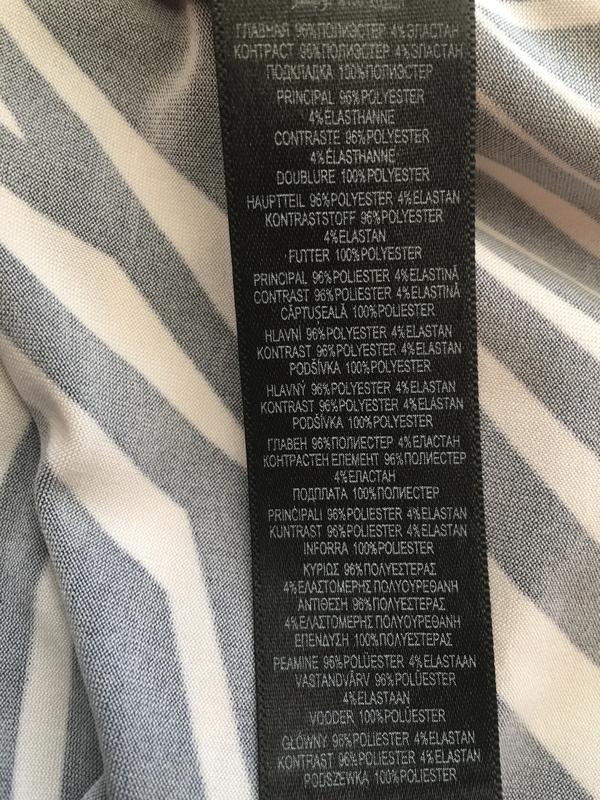 ГЛАВНАЯ 96%ПОЛИЭСТЕР 4%ЭЛАСТАН
КОНТРАСТ 96%ПОЛИЭСТЕР 4%ЭЛАСТАН
ПОДКЛАДКА 100%ПОЛИЭСТЕР
PRINCIPAL 96%POLYESTER
4%ÉLASTHANNE
CONTRASTE 96%POLYESTER
4%ÉLASTHANNE
DOUBLURE 100%POLYESTER
HAUPTTEIL 96%POLYESTER 4%ELASTAN
KONTRASTSTOFF 96%POLYESTER
4%ELASTAN
FUTTER 100%POLYESTER
PRINCIPAL 96%POLIESTER 4%ELASTINĂ
CONTRAST 96%POLIESTER 4%ELASTINĂ
CĂPTUSEALĂ 100%POLIESTER
HLAVNÍ 96%POLYESTER 4%ELASTAN
KONTRAST 96%POLYESTER 4%ELASTAN
PODŠÍVKA 100%POLYESTER
HLAVNÝ 96%POLYESTER 4%ELASTAN
KONTRAST 96%POLYESTER 4%ELASTAN
PODŠÍVKA 100%POLYESTER
ГЛАВЕН 96%ПОЛИЕСТЕР 4%ЕЛАСТАН
КОНТРАСТЕН ЕЛЕМЕНТ 96%ПОЛИЕСТЕР
4%ЕЛАСТАН
ПОДПЛАТА 100%ПОЛИЕСТЕР
PRINĊIPALI 96%POLIESTER 4%ELASTAN
KUNTRAST 96%POLIESTER 4%ELASTAN
INFORRA 100%POLIESTER
ΚΥΡΙΩΣ 96%ΠΟΛΥΕΣΤΕΡΑΣ
4%ΕΛΑΣΤΟΜΕΡΗΣ ΠΟΛΥΟΥΡΕΘΑΝΗ
ΑΝΤΙΘΕΣΗ 96%ΠΟΛΥΕΣΤΕΡΑΣ
4%ΕΛΑΣΤΟΜΕΡΗΣ ΠΟΛΥΟΥΡΕΘΑΝΗ
ΕΠΕΝΔΥΣΗ 100%ΠΟΛΥΕΣΤΕΡΑΣ
PEAMINE 96%POLÜESTER 4%ELASTAAN
VASTANDVÄRV 96%POLÜESTER
4%ELASTAAN
VOODER 100%POLÜESTER
GŁÓWNY 96%POLIESTER 4%ELASTAN
KONTRAST 96%POLIESTER 4%ELASTAN
PODSZEWKA 100%POLIESTER